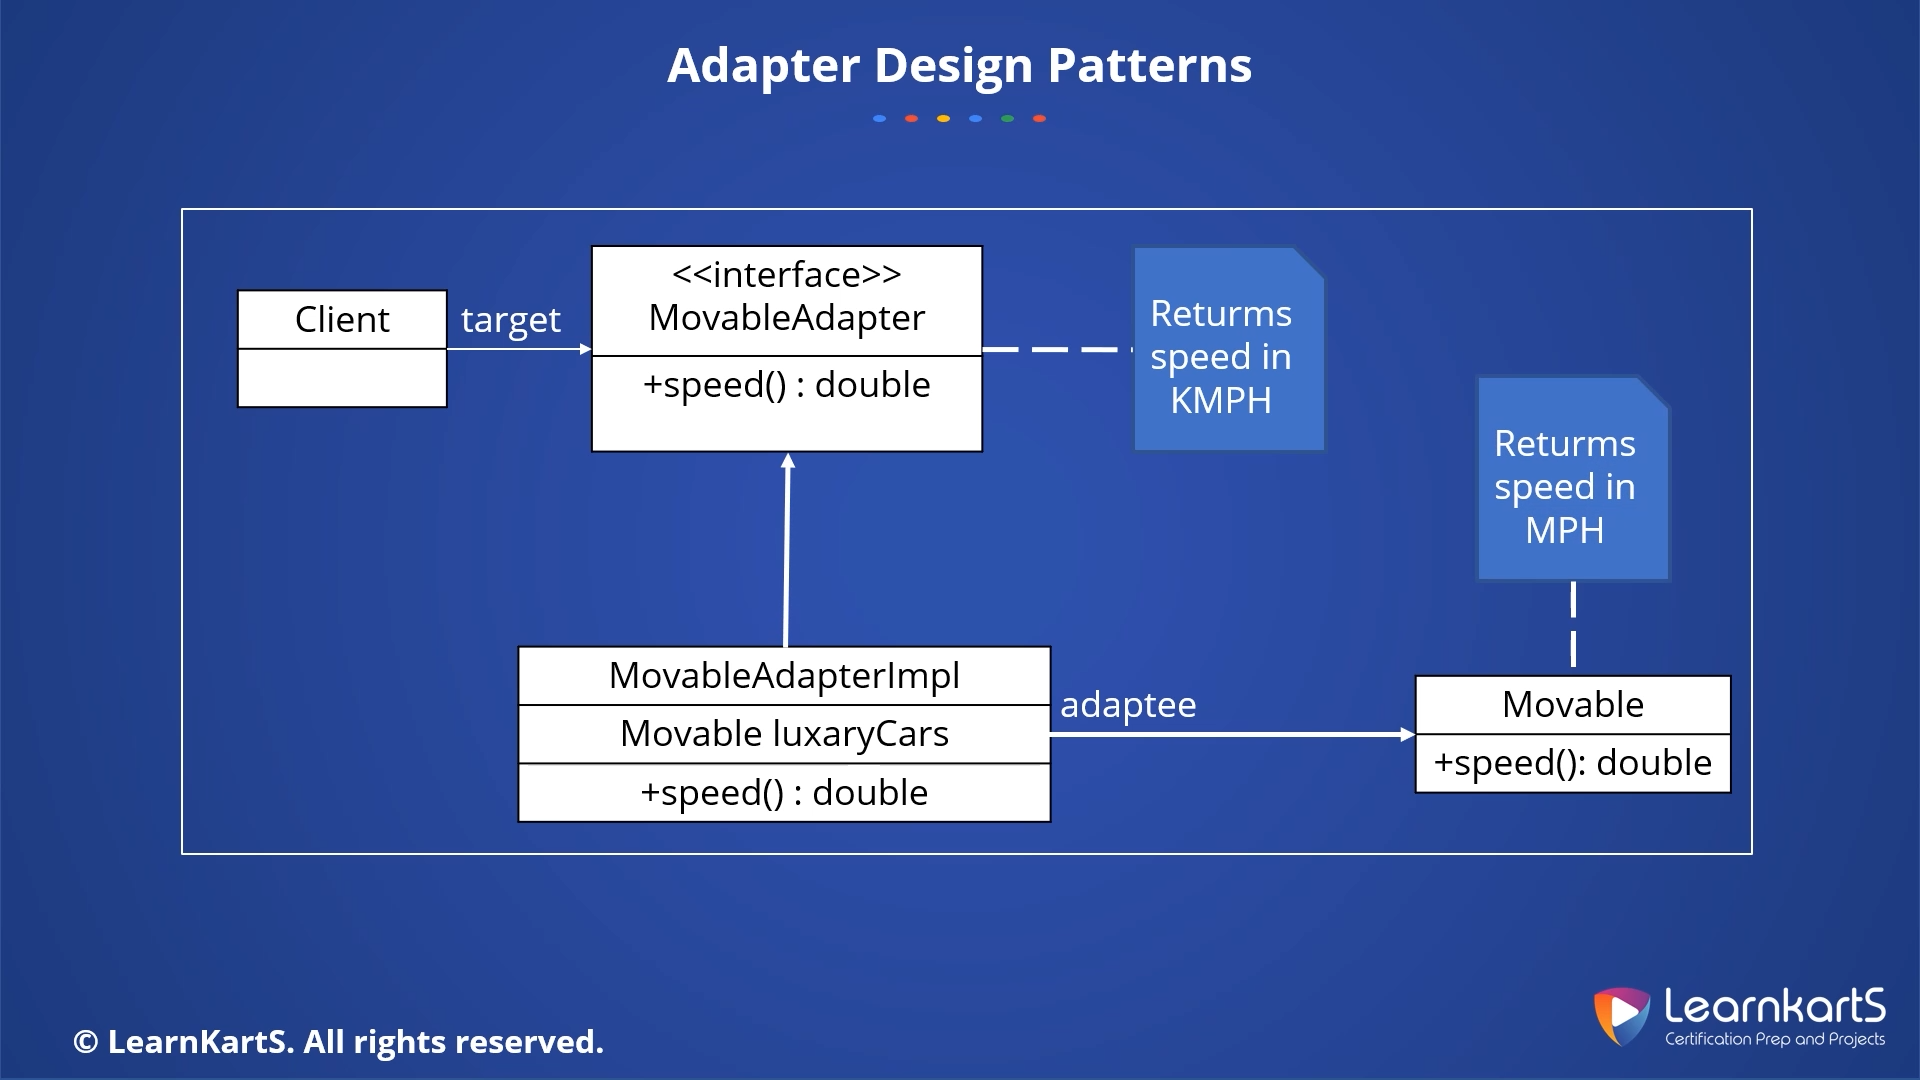 Adapter Design Patterns
Client
target
<<interface>>
MovableAdapter
+speed() : double
Returms
speed in
KMPH
Returms
speed in
MPH
MovableAdapterImpl
Movable luxaryCars
+speed() : double
adaptee
Movable
+speed(): double
© LearnKartS. All rights reserved.
LearnkartS
Certification Prep and Projects